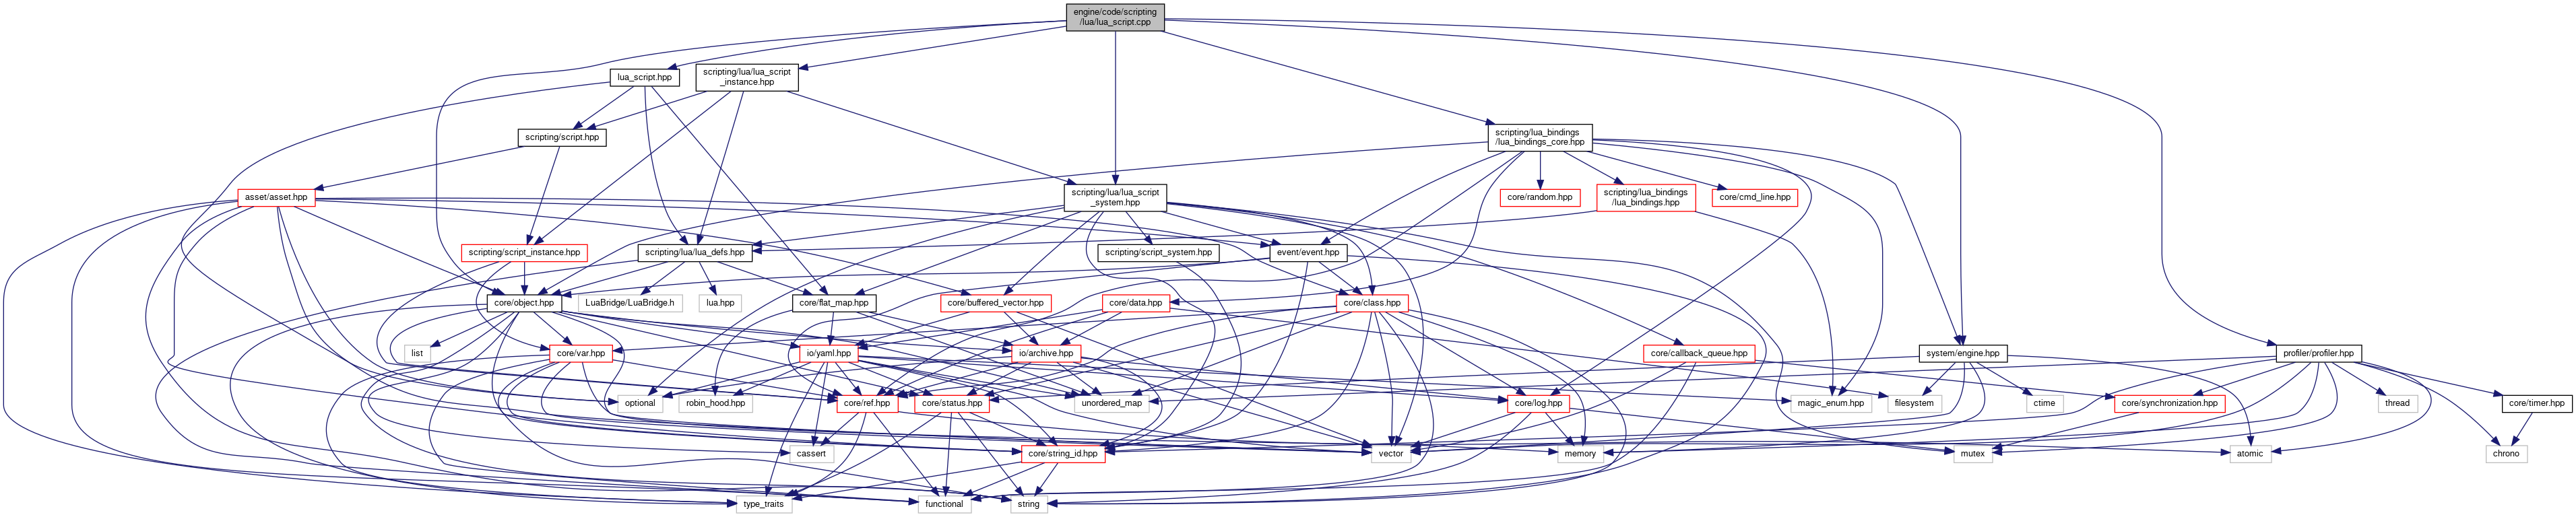 engine/code/scripting
/lua/lua_script.cpp
lua_script.hpp
scripting/lua/lua_script
_instance.hpp
scripting/script.hpp
scripting/lua_bindings
/lua_bindings_core.hpp
asset/asset.hpp
scripting/lua/lua_script
_system.hpp
core/random.hpp
scripting/lua_bindings
/lua_bindings.hpp
core/cmd_line.hpp
scripting/script_instance.hpp
scripting/lua/lua_defs.hpp
scripting/script_system.hpp
event/event.hpp
core/object.hpp
LuaBridge/LuaBridge.h
lua.hpp
core/flat_map.hpp
core/buffered_vector.hpp
core/data.hpp
core/class.hpp
list
core/var.hpp
io/yaml.hpp
io/archive.hpp
core/callback_queue.hpp
system/engine.hpp
profiler/profiler.hpp
optional
robin_hood.hpp
core/ref.hpp
core/status.hpp
unordered_map
core/log.hpp
magic_enum.hpp
filesystem
ctime
core/synchronization.hpp
thread
core/timer.hpp
cassert
core/string_id.hpp
vector
memory
mutex
atomic
chrono
type_traits
functional
string